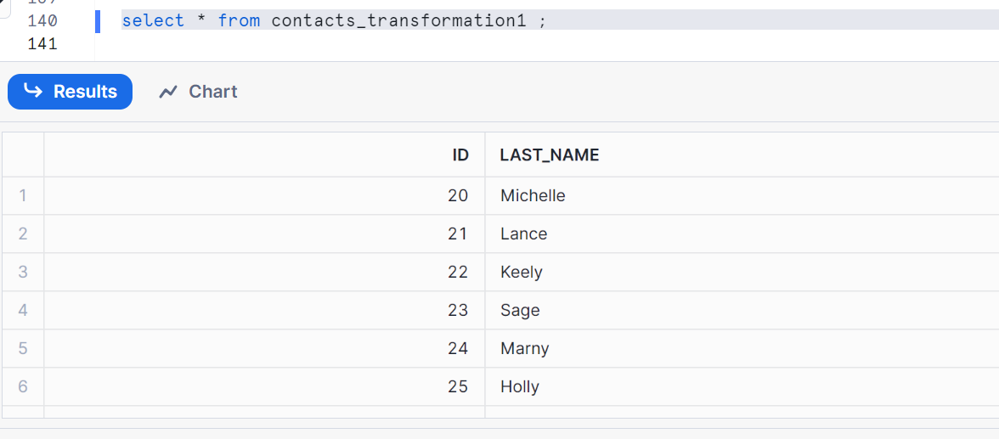 140 select * from contacts_transformation1 ;
141
Results Chart
ID LAST_NAME
1 20 Michelle
2 21 Lance
3 22 Keely
4 23 Sage
5 24 Marny
6 25 Holly